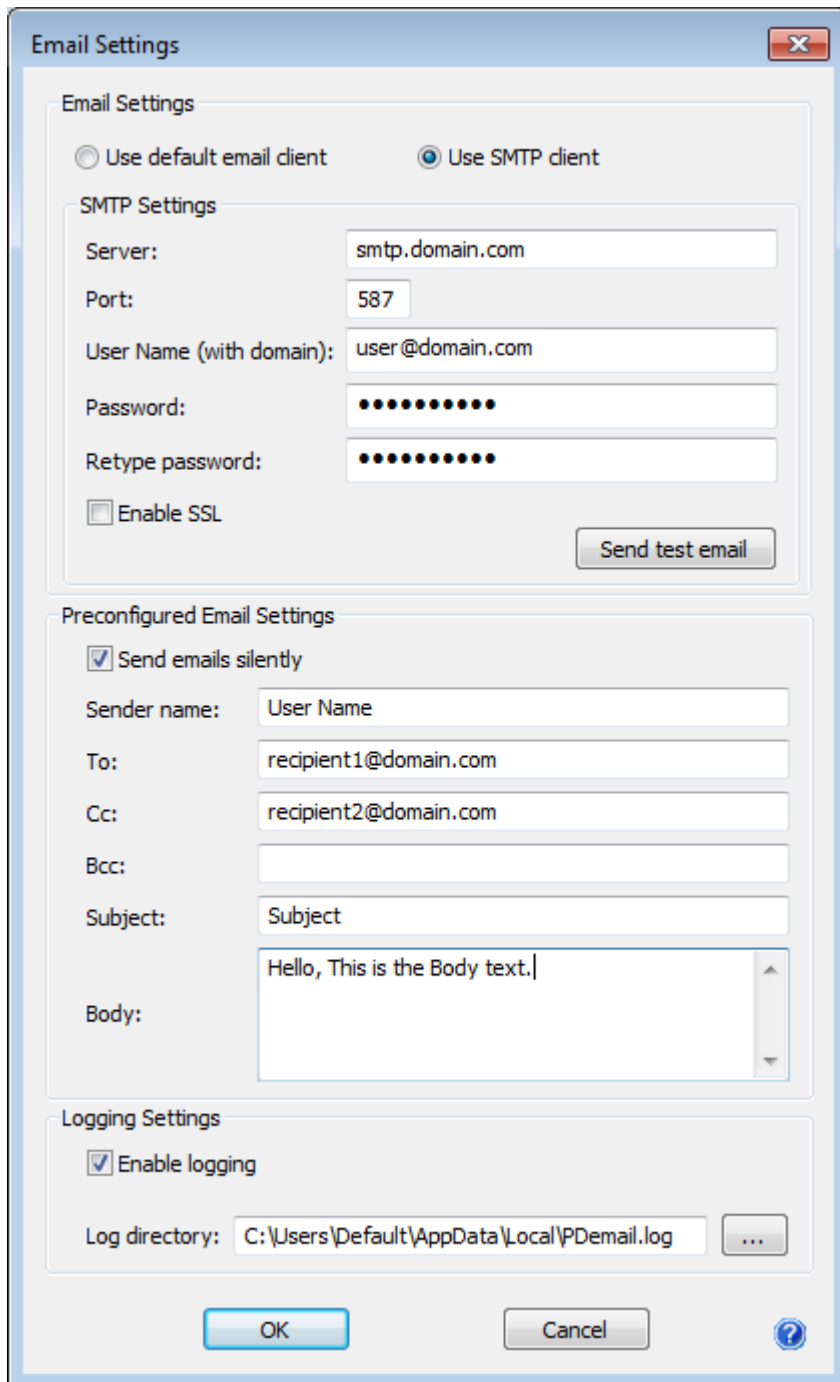 Email Settings
Email Settings
Use default email client Use SMTP client
SMTP Settings
Server: smtp.domain.com
Port: 587
User Name (with domain): user@domain.com
Password: ●●●●●●●●●●
Retype password: ●●●●●●●●●●
Enable SSL
Send test email
Preconfigured Email Settings
Send emails silently
Sender name: User Name
To: recipient1@domain.com
Cc: recipient2@domain.com
Bcc:
Subject: Subject
Hello, This is the Body text.
Body:
Logging Settings
Enable logging
Log directory: C:\Users\Default\AppData\Local\PDemail.log ...
OK Cancel ?